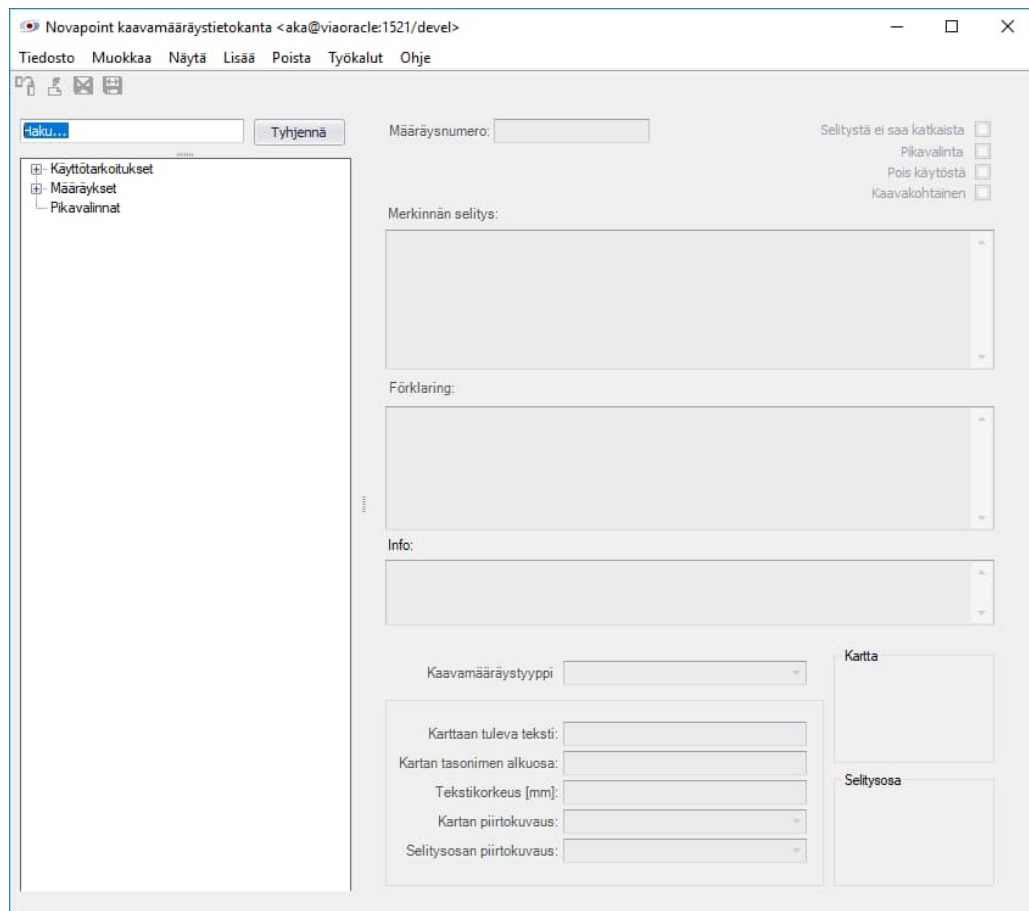 Novapoint kaavamääräystietokanta <aka@viaoracle:1521/devel>
Tiedosto Muokkaa Näytä Lisää Poista Työkalut Ohje
Haku...
Tyhjennä
Käyttötarkoitukset
Määräykset
Pikavalinnat
Määräysnumero:
Selitystä ei saa katkaista
Pikavalinta
Pois käytöstä
Kaavakohtainen
Merkinnän selitys:
Förklaring:
Info:
Kaavamääräystyyppi
Karttaan tuleva teksti:
Kartan tasonimen alkuosa:
Tekstikorkeus [mm]:
Kartan piirtokuvaus:
Selitysosan piirtokuvaus:
Kartta
Selitysosa